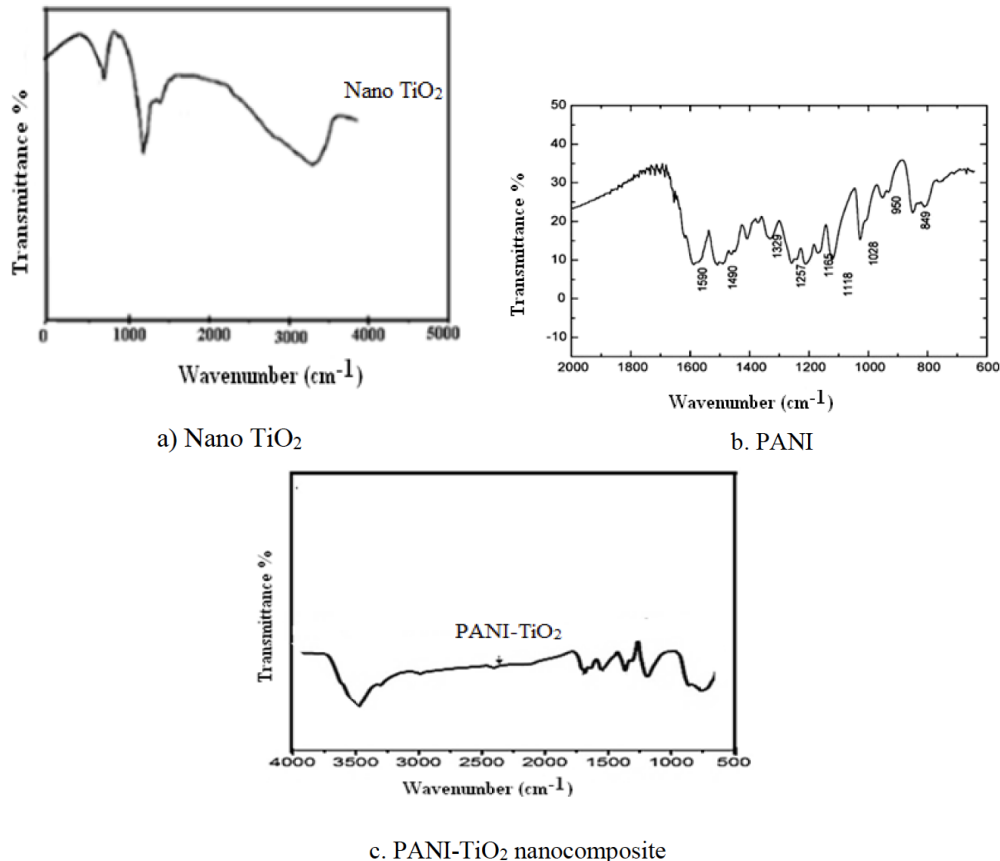 Transmittance %
Nano TiO₂
0 1000 2000 3000 4000 5000
Wavenumber (cm⁻¹)
a) Nano TiO₂
Transmittance %
50
40
30
20
10
0
-10
1590
1490
1329
1257
1165
1118
1028
950
849
2000 1800 1600 1400 1200 1000 800 600
Wavenumber (cm⁻¹)
b. PANI
Transmittance %
PANI-TiO₂
4000 3500 3000 2500 2000 1500 1000 500
Wavenumber (cm⁻¹)
c. PANI-TiO₂ nanocomposite